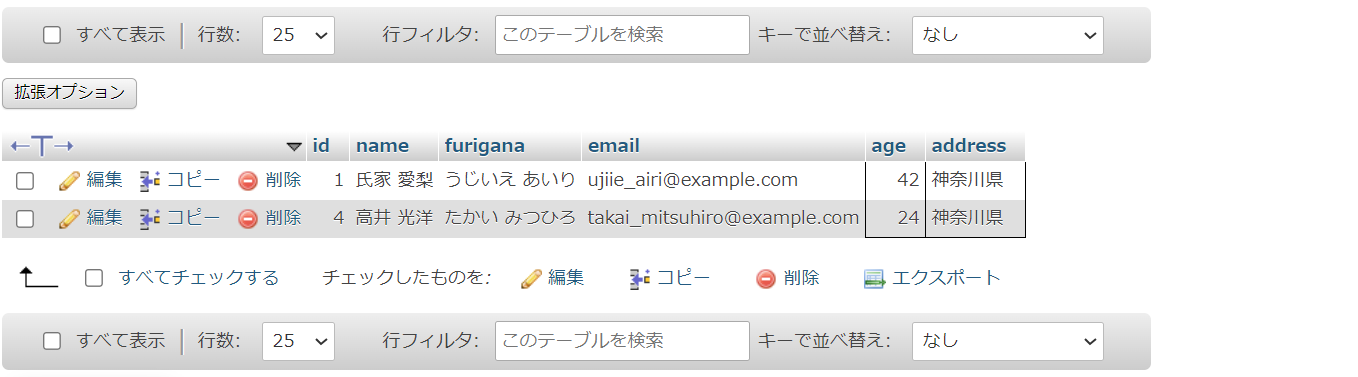 すべて表示 行数: 25 行フィルタ: このテーブルを検索 キーで並べ替え: なし
拡張オプション
←T→ id name furigana email age address
編集 コピー 削除 1 氏家 愛梨 うじいえ あいり ujiie_airi@example.com 42 神奈川県
編集 コピー 削除 4 高井 光洋 たかい みつひろ takai_mitsuhiro@example.com 24 神奈川県
すべてチェックする チェックしたものを: 編集 コピー 削除 エクスポート
すべて表示 行数: 25 行フィルタ: このテーブルを検索 キーで並べ替え: なし